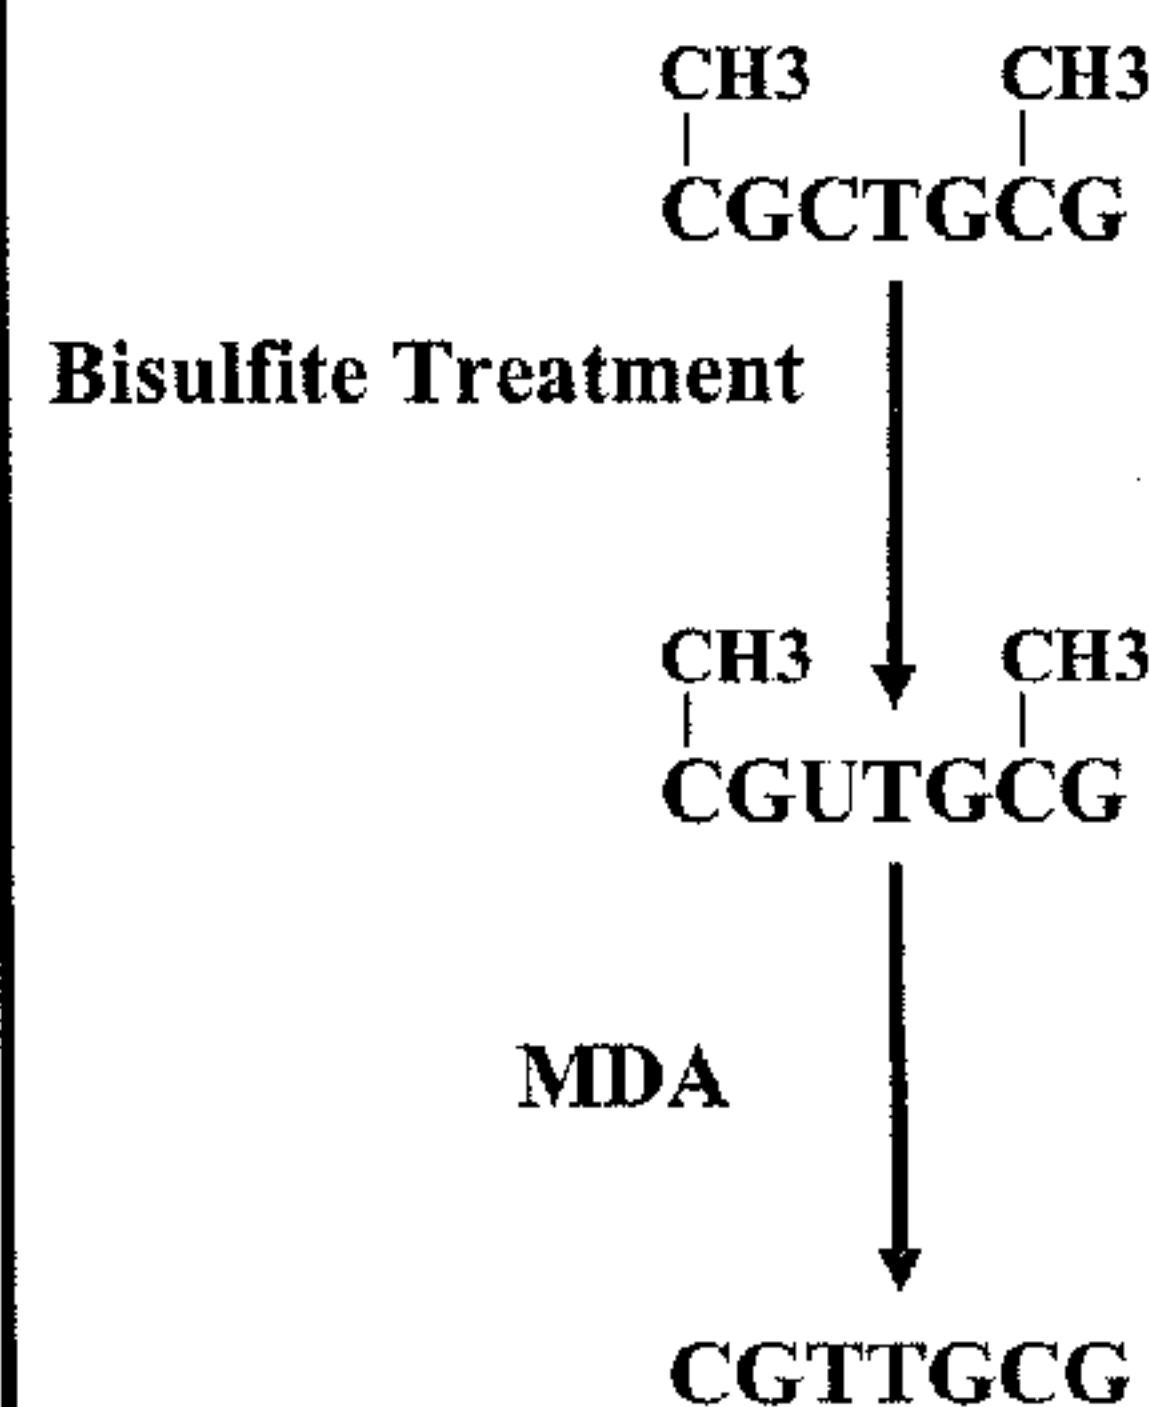 CH3 CH3
CGCTGCG
Bisulfite Treatment
CH3 CH3
CGUTGCG
MDA
CGTTGCG